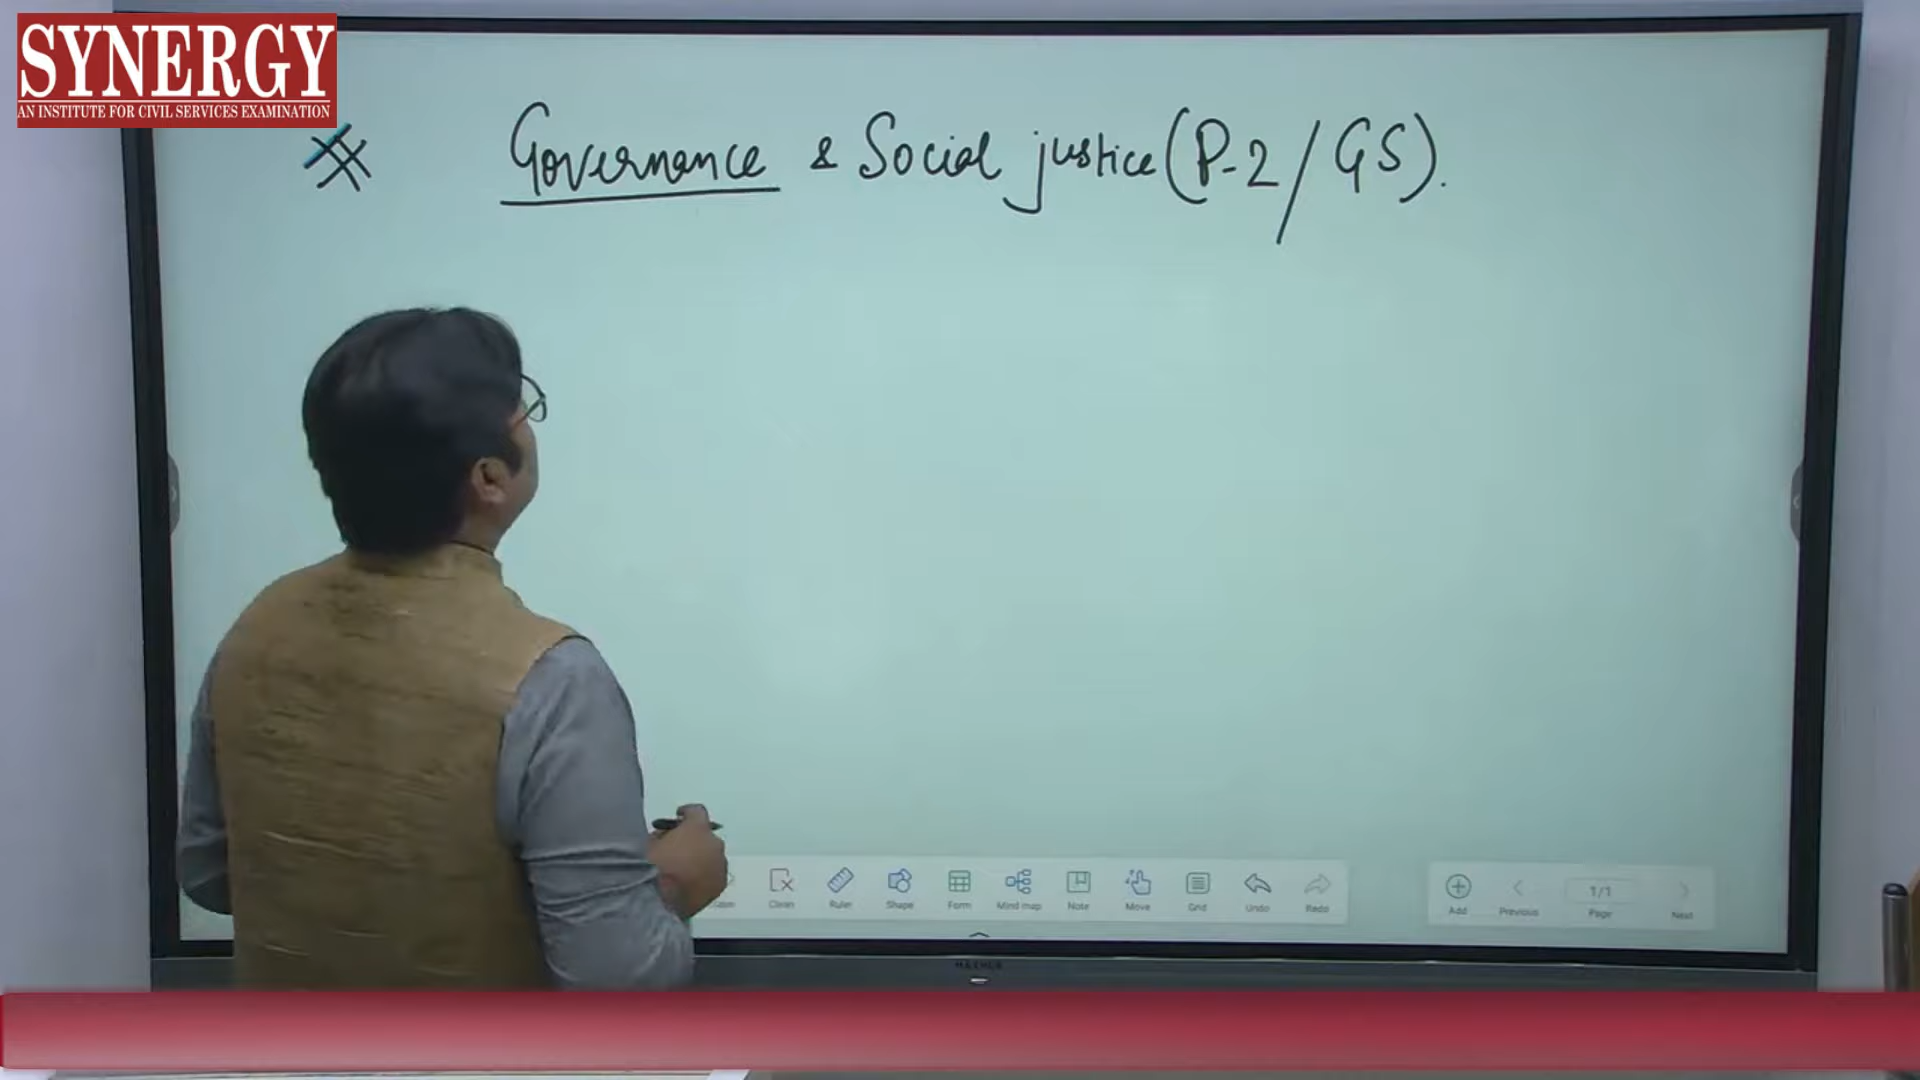 SYNERGY
AN INSTITUTE FOR CIVIL SERVICES EXAMINATION
# Governance & Social justice (P-2/GS).
Clean Ruler Shape Form Mind map Note Move Grid Undo Redo
Add Previous 1/1 Page Next
MAXHUB